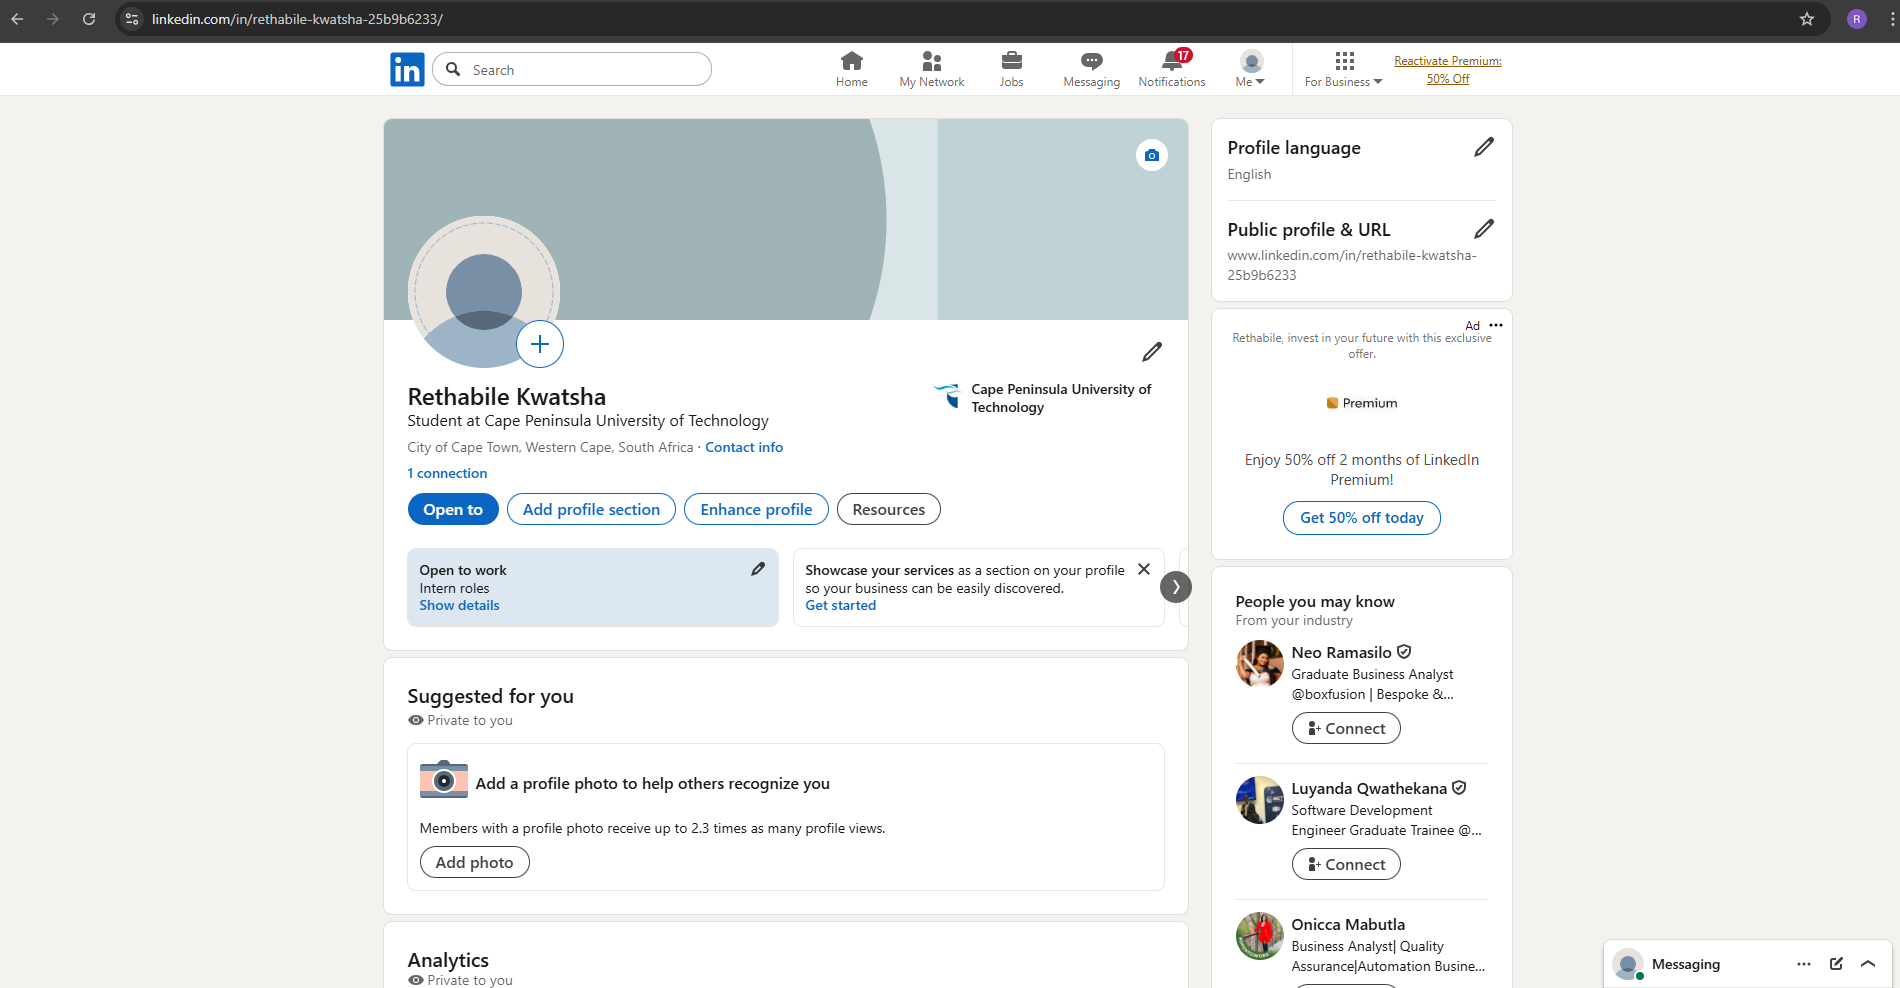 linkedin.com/in/rethabile-kwatsha-25b9b6233/
R
in
Search
Home
My Network
Jobs
Messaging
17
Notifications
Me
For Business
Reactivate Premium:
50% Off
Rethabile Kwatsha
Student at Cape Peninsula University of Technology
City of Cape Town, Western Cape, South Africa · Contact info
1 connection
Cape Peninsula University of
Technology
Open to
Add profile section
Enhance profile
Resources
Open to work
Intern roles
Show details
Showcase your services as a section on your profile
so your business can be easily discovered.
Get started
Suggested for you
Private to you
Add a profile photo to help others recognize you
Members with a profile photo receive up to 2.3 times as many profile views.
Add photo
Analytics
Private to you
Profile language
English
Public profile & URL
www.linkedin.com/in/rethabile-kwatsha-
25b9b6233
Ad
Rethabile, invest in your future with this exclusive
offer.
Premium
Enjoy 50% off 2 months of LinkedIn
Premium!
Get 50% off today
People you may know
From your industry
Neo Ramasilo
Graduate Business Analyst
@boxfusion | Bespoke &...
Connect
Luyanda Qwathekana
Software Development
Engineer Graduate Trainee @...
Connect
Onicca Mabutla
Business Analyst| Quality
Assurance|Automation Busine...
Messaging